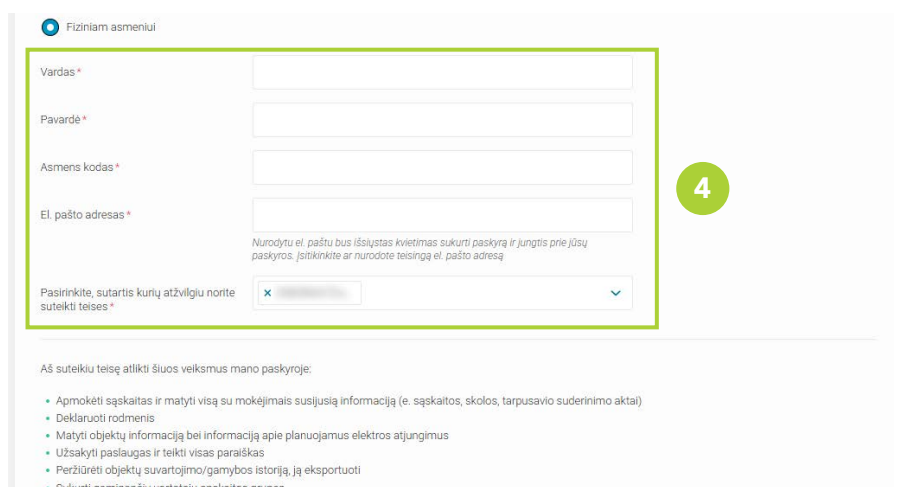 Fiziniam asmeniui
Vardas *
Pavardė *
Asmens kodas *
4
El. pašto adresas *
Nurodytu el. paštu bus išsiųstas kvietimas sukurti paskyrą ir jungtis prie jūsų
paskyros. Įsitikinkite ar nurodote teisingą el. pašto adresą
Pasirinkite, sutartis kurių atžvilgiu norite
suteikti teises *
×
Aš suteikiu teisę atlikti šiuos veiksmus mano paskyroje:
• Apmokėti sąskaitas ir matyti visą su mokėjimais susijusią informaciją (e. sąskaitos, skolos, tarpusavio suderinimo aktai)
• Deklaruoti rodmenis
• Matyti objektų informaciją bei informaciją apie planuojamus elektros atjungimus
• Užsakyti paslaugas ir teikti visas paraiškas
• Peržiūrėti objektų suvartojimo/gamybos istoriją, ją eksportuoti